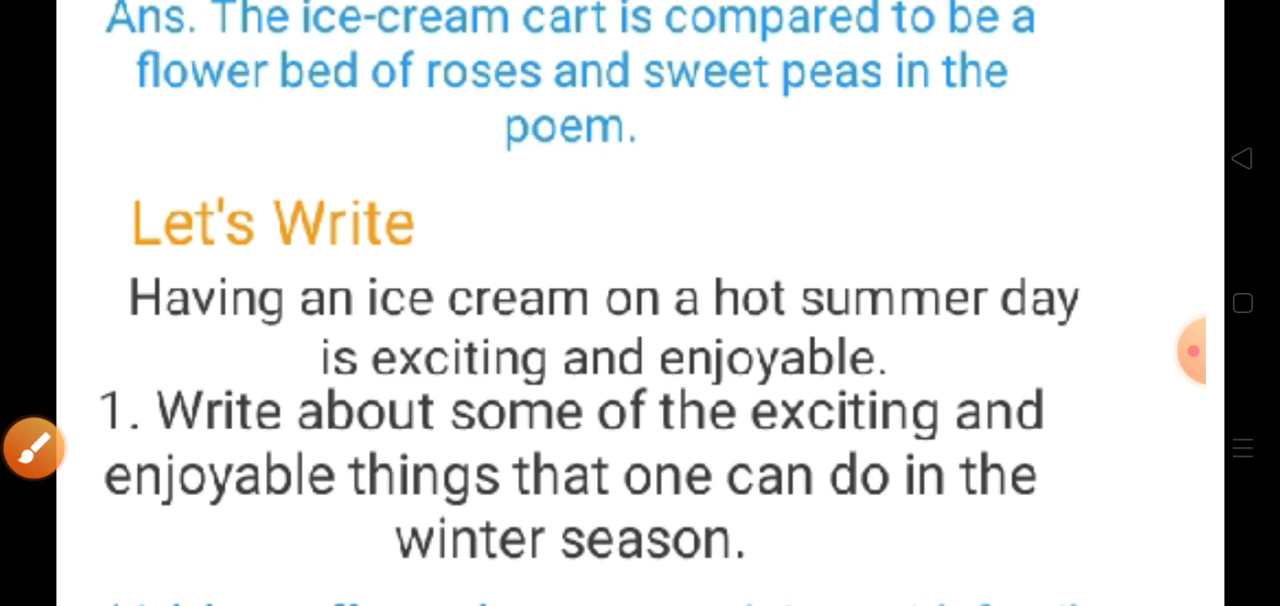 Ans. The ice-cream cart is compared to be a
flower bed of roses and sweet peas in the
poem.
Let's Write
Having an ice cream on a hot summer day
is exciting and enjoyable.
1. Write about some of the exciting and
enjoyable things that one can do in the
winter season.